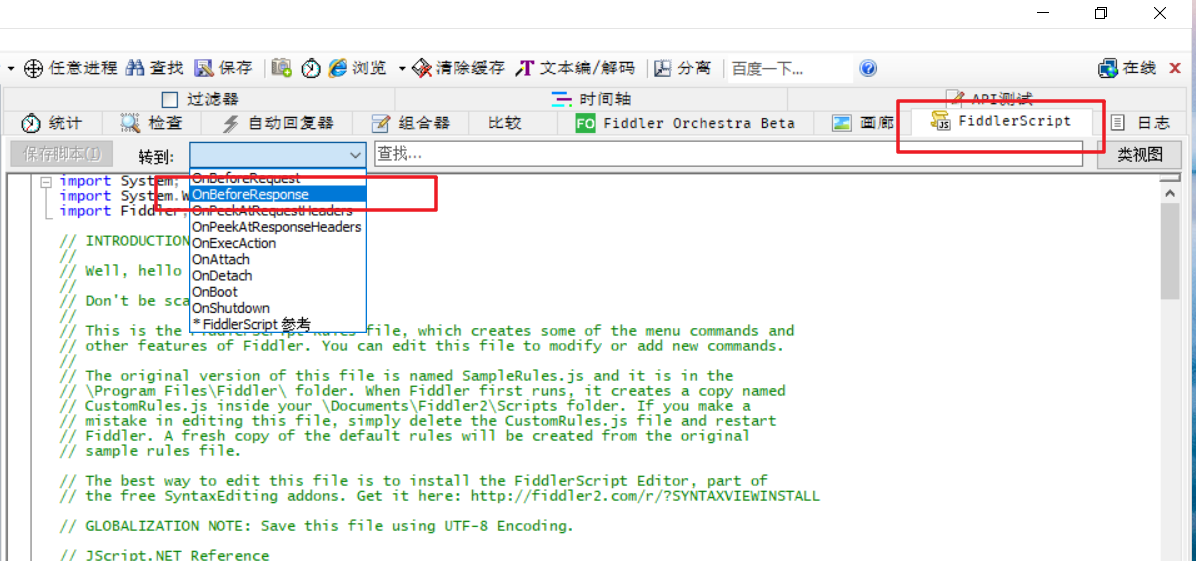 任意进程 查找 保存 浏览 清除缓存 文本编/解码 分离 百度一下... 在线
过滤器 时间轴 API测试
统计 检查 自动回复器 组合器 比较 FO Fiddler Orchestra Beta 画廊 FiddlerScript 日志
保存脚本(I) 转到: 查找... 类视图
import System;
import System.W
import Fiddler;
OnBeforeRequest
OnBeforeResponse
OnPeekAtRequestHeaders
OnPeekAtResponseHeaders
OnExecAction
OnAttach
OnDetach
OnBoot
OnShutdown
* FiddlerScript 参考
// INTRODUCTION
//
// Well, hello
//
// Don't be sca
//
// This is the FiddlerScript Rules file, which creates some of the menu commands and
// other features of Fiddler. You can edit this file to modify or add new commands.
//
// The original version of this file is named SampleRules.js and it is in the
// \Program Files\Fiddler\ folder. When Fiddler first runs, it creates a copy named
// CustomRules.js inside your \Documents\Fiddler2\Scripts folder. If you make a
// mistake in editing this file, simply delete the CustomRules.js file and restart
// Fiddler. A fresh copy of the default rules will be created from the original
// sample rules file.
// The best way to edit this file is to install the FiddlerScript Editor, part of
// the free SyntaxEditing addons. Get it here: http://fiddler2.com/r/?SYNTAXVIEWINSTALL
// GLOBALIZATION NOTE: Save this file using UTF-8 Encoding.
// JScript.NET Reference